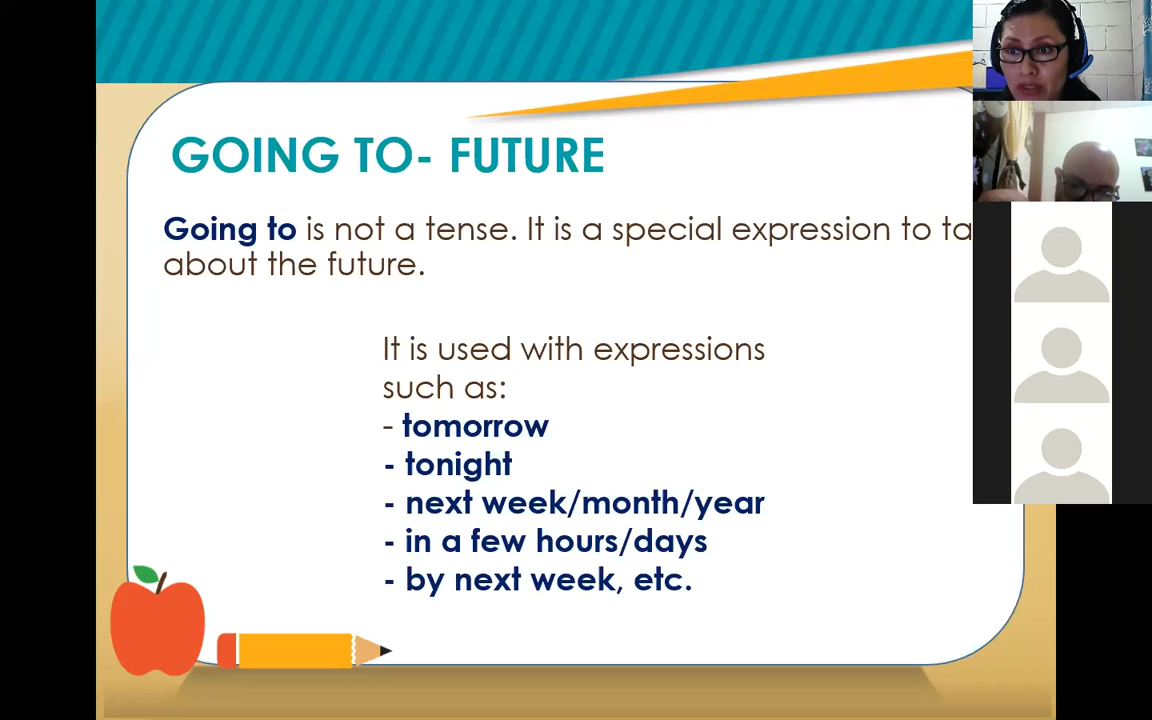 GOING TO- FUTURE
Going to is not a tense. It is a special expression to
about the future.
It is used with expressions
such as:
- tomorrow
- tonight
- next week/month/year
- in a few hours/days
- by next week, etc.